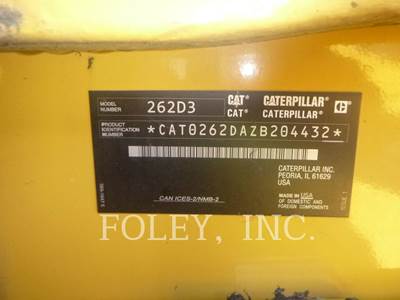 MODEL NUMBER 262D3 CAT CATERPILLAR
CAT CATERPILLAR
PRODUCT IDENTIFICATION NUMBER *CAT0262DAZB204432*
CATERPILLAR INC.
PEORIA, IL 61629
USA
MADE IN USA
OF DOMESTIC AND
FOREIGN COMPONENTS
CAN ICES-2/NMB-2
FOLEY, INC.